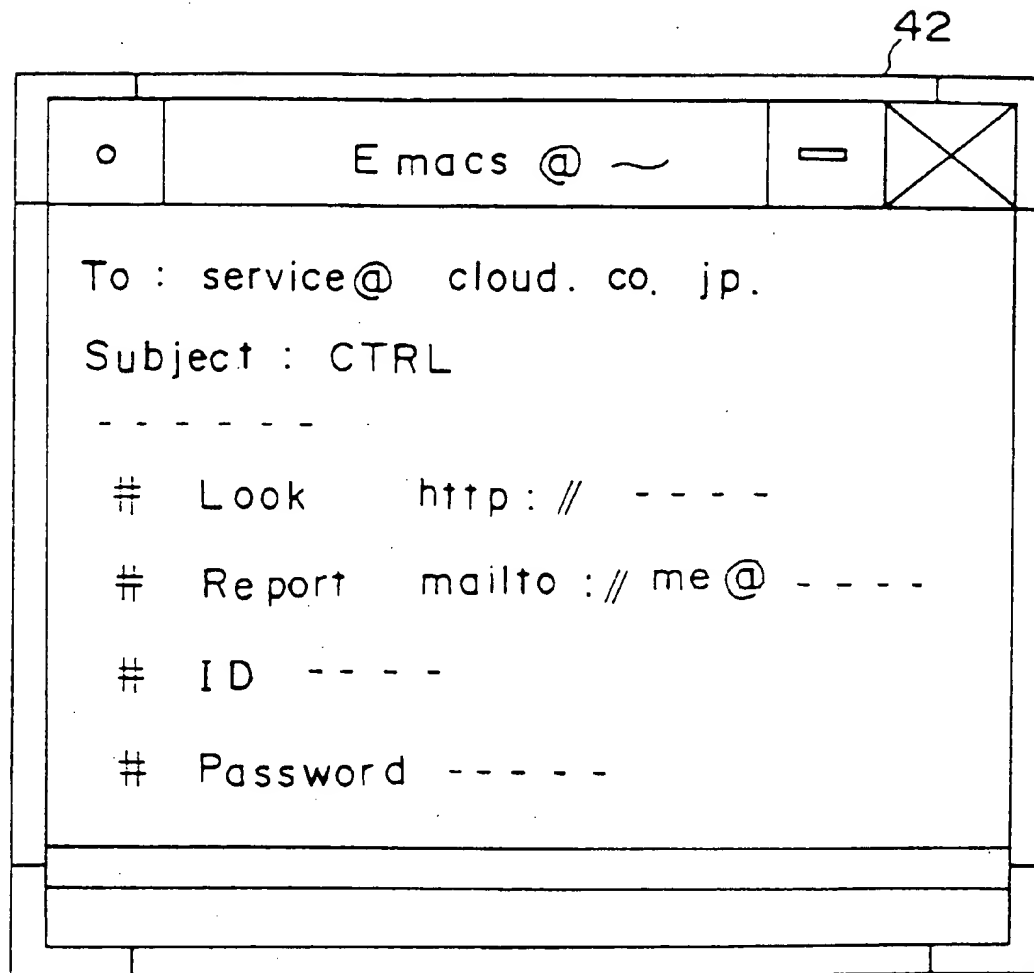 42
Emacs @ ～
To : service@ cloud. co. jp.
Subject : CTRL
- - - - - -
# Look http: // - - - -
# Report mailto :// me@ - - - -
# ID - - - -
# Password - - - - -